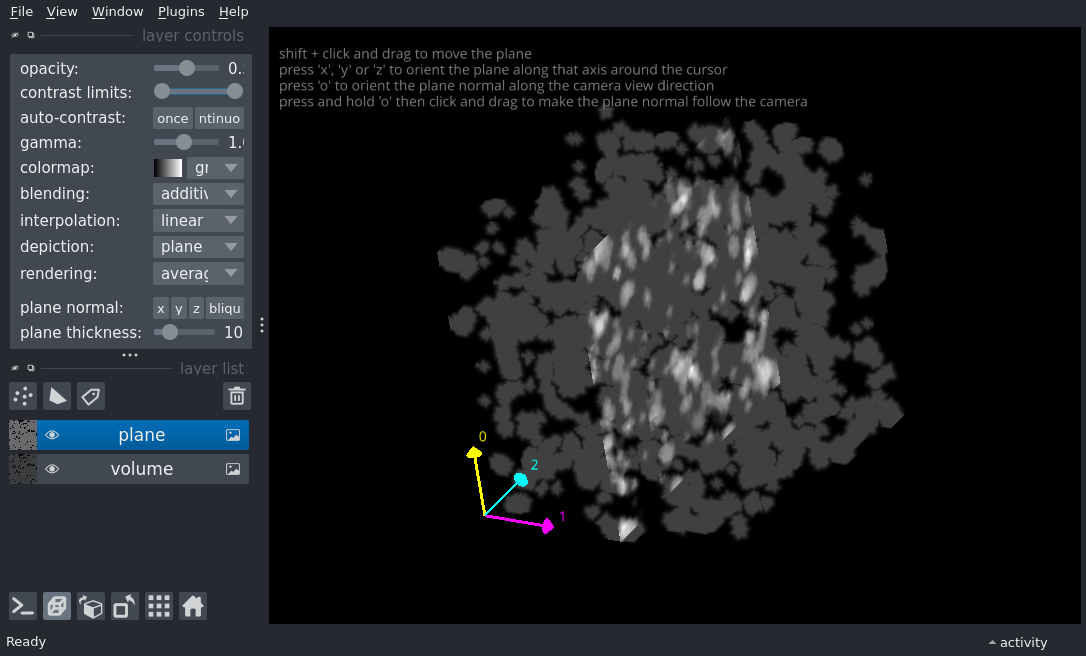 File View Window Plugins Help
layer controls
opacity: 0.
contrast limits:
auto-contrast: once ntinuo
gamma: 1.0
colormap: gr
blending: additiv
interpolation: linear
depiction: plane
rendering: averag
plane normal: x y z bliqu
plane thickness: 10
layer list
plane
volume
Ready
shift + click and drag to move the plane
press 'x', 'y' or 'z' to orient the plane along that axis around the cursor
press 'o' to orient the plane normal along the camera view direction
press and hold 'o' then click and drag to make the plane normal follow the camera
0
2
1
activity